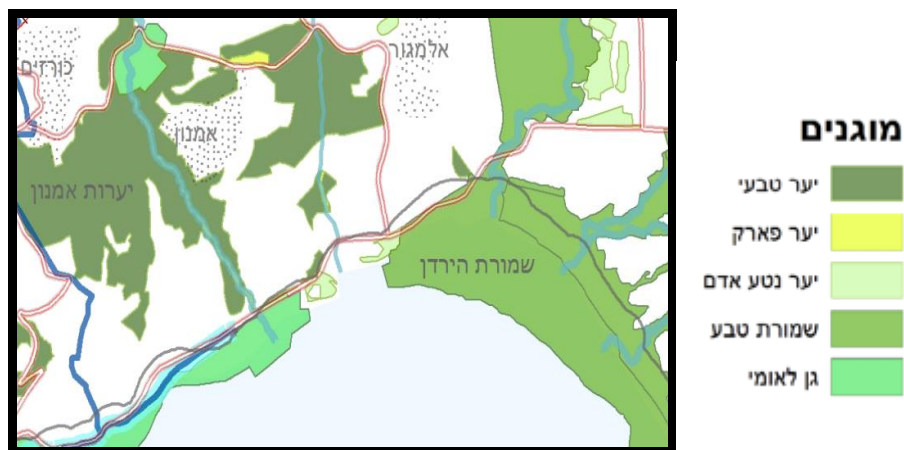 כורזים
אלמגור
אמנון
יערות אמנון
שמורת הירדן
מוגנים
יער טבעי
יער פארק
יער נטע אדם
שמורת טבע
גן לאומי